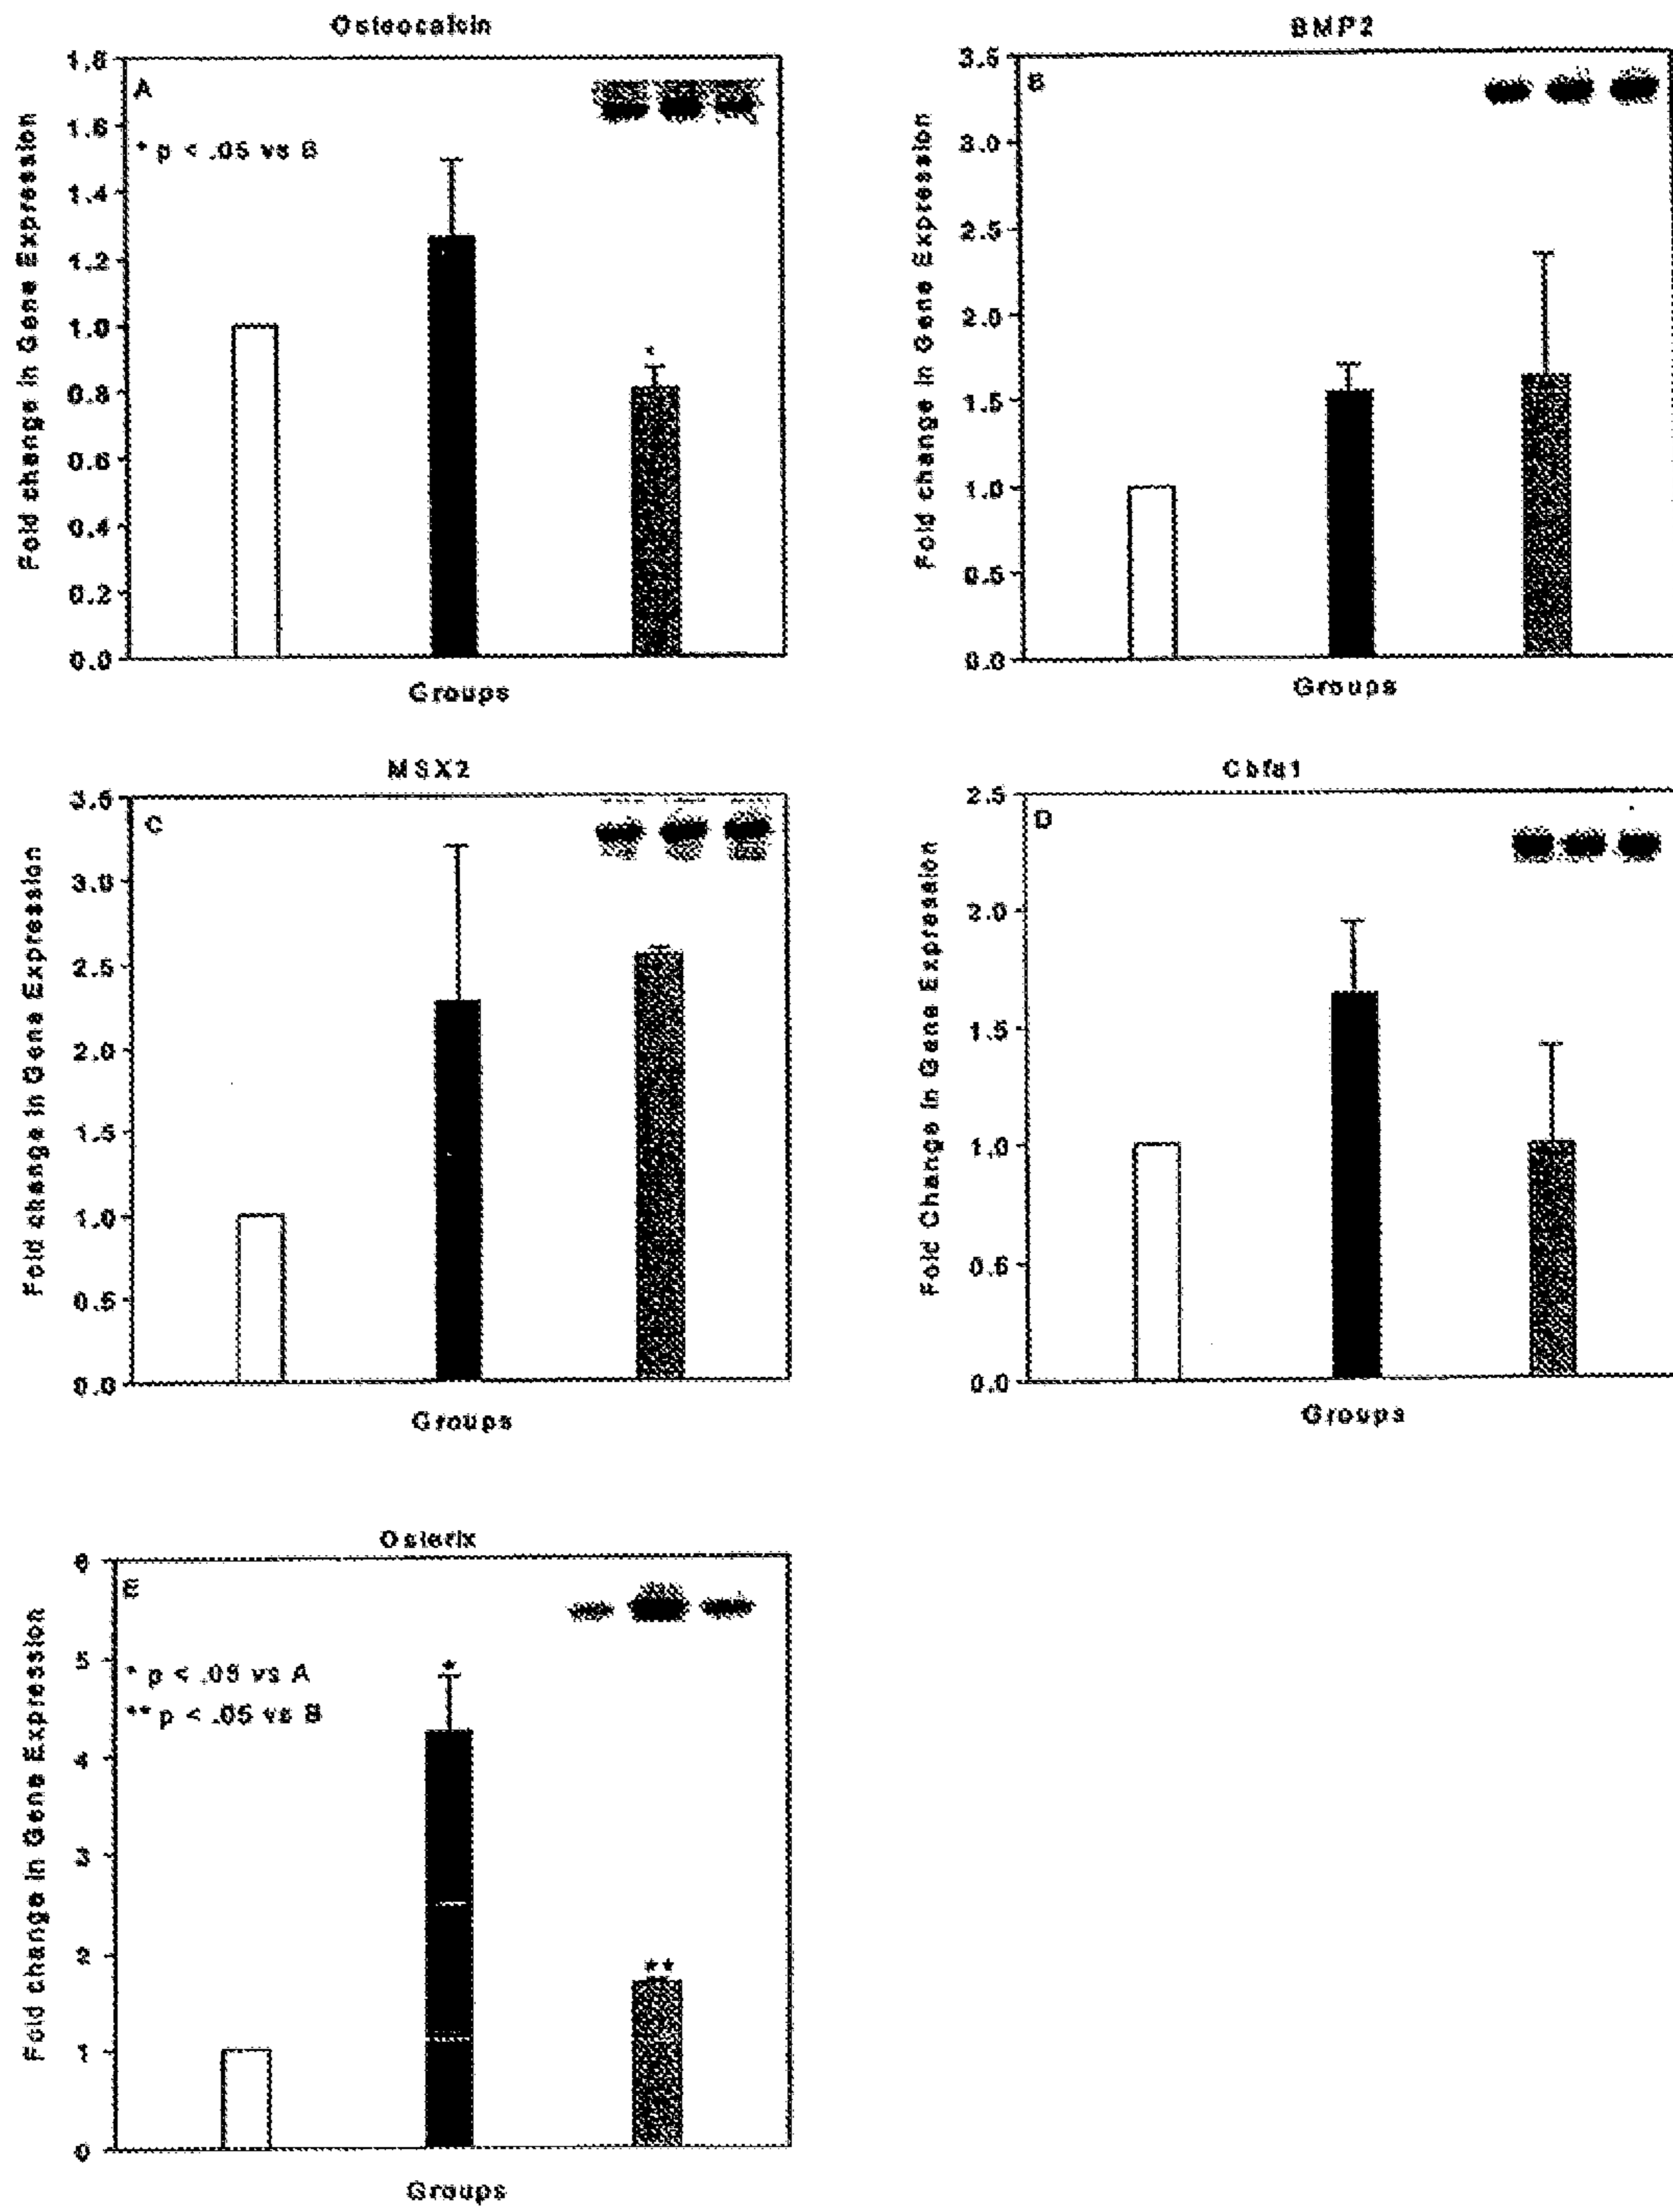 Osteocalcin
A
* p < .05 vs B
Fold change in Gene Expression
1.8
1.6
1.4
1.2
1.0
0.8
0.6
0.4
0.2
0.0
*
Groups
BMP2
B
Fold change in Gene Expression
3.5
3.0
2.5
2.0
1.5
1.0
0.5
0.0
Groups
MSX2
C
Fold change in Gene Expression
3.5
3.0
2.5
2.0
1.5
1.0
0.5
0.0
Groups
Cbfa1
D
Fold Change in Gene Expression
2.5
2.0
1.5
1.0
0.5
0.0
Groups
Osterix
E
* p < .05 vs A
** p < .05 vs B
Fold change in Gene Expression
6
5
4
3
2
1
0
*
**
Groups